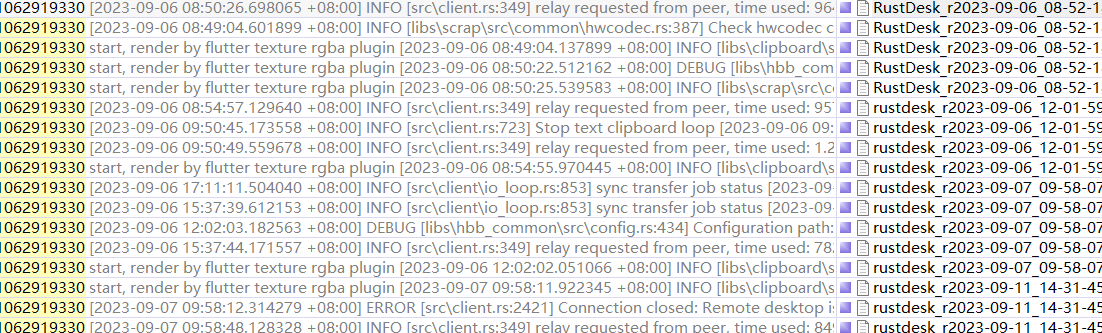 1062919330 [2023-09-06 08:50:26.698065 +08:00] INFO [src\client.rs:349] relay requested from peer, time used: 964 RustDesk_r2023-09-06_08-52-1
1062919330 [2023-09-06 08:49:04.601899 +08:00] INFO [libs\scrap\src\common\hwcodec.rs:387] Check hwcodec c RustDesk_r2023-09-06_08-52-1
1062919330 start, render by flutter texture rgba plugin [2023-09-06 08:49:04.137899 +08:00] INFO [libs\clipboard\s RustDesk_r2023-09-06_08-52-1
1062919330 start, render by flutter texture rgba plugin [2023-09-06 08:50:22.512162 +08:00] DEBUG [libs\hbb_com RustDesk_r2023-09-06_08-52-1
1062919330 start, render by flutter texture rgba plugin [2023-09-06 08:50:25.539583 +08:00] INFO [libs\scrap\src\co RustDesk_r2023-09-06_08-52-1
1062919330 [2023-09-06 08:54:57.129640 +08:00] INFO [src\client.rs:349] relay requested from peer, time used: 957 rustdesk_r2023-09-06_12-01-59
1062919330 [2023-09-06 08:50:45.173558 +08:00] INFO [src\client.rs:723] Stop text clipboard loop [2023-09-06 09: rustdesk_r2023-09-06_12-01-59
1062919330 [2023-09-06 08:50:49.559678 +08:00] INFO [src\client.rs:349] relay requested from peer, time used: 1.2 rustdesk_r2023-09-06_12-01-59
1062919330 start, render by flutter texture rgba plugin [2023-09-06 08:54:55.970445 +08:00] INFO [libs\clipboard\s rustdesk_r2023-09-06_12-01-59
1062919330 [2023-09-06 17:11:11.504040 +08:00] INFO [src\client\io_loop.rs:853] sync transfer job status [2023-09- rustdesk_r2023-09-07_09-58-07
1062919330 [2023-09-06 15:37:39.612153 +08:00] INFO [src\client\io_loop.rs:853] sync transfer job status [2023-09- rustdesk_r2023-09-07_09-58-07
1062919330 [2023-09-06 12:02:03.182563 +08:00] DEBUG [libs\hbb_common\src\config.rs:434] Configuration path: rustdesk_r2023-09-07_09-58-07
1062919330 [2023-09-06 15:37:44.171557 +08:00] INFO [src\client.rs:349] relay requested from peer, time used: 782 rustdesk_r2023-09-07_09-58-07
1062919330 start, render by flutter texture rgba plugin [2023-09-06 12:02:02.051066 +08:00] INFO [libs\clipboard\s rustdesk_r2023-09-07_09-58-07
1062919330 start, render by flutter texture rgba plugin [2023-09-07 09:58:11.922345 +08:00] INFO [libs\clipboard\s rustdesk_r2023-09-11_14-31-45
1062919330 [2023-09-07 09:58:12.314279 +08:00] ERROR [src\client.rs:2421] Connection closed: Remote desktop is rustdesk_r2023-09-11_14-31-45
1062919330 [2023-09-07 09:58:48.128328 +08:00] INFO [src\client.rs:349] relay requested from peer, time used: 849 rustdesk_r2023-09-11_14-31-45